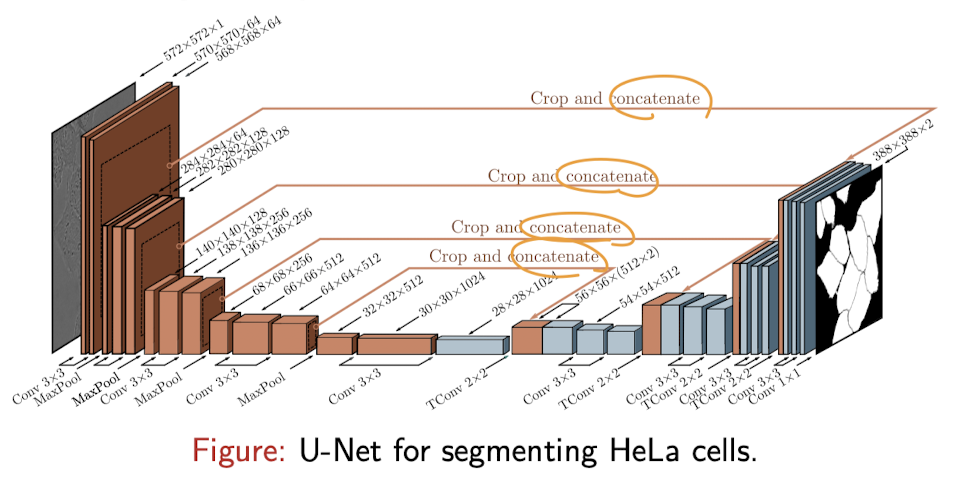 572×572×1
570×570×64
568×568×64
Crop and concatenate
284×284×64
282×282×128
280×280×128
388×388×2
Crop and concatenate
140×140×128
138×138×256
136×136×256
Crop and concatenate
68×68×256
66×66×512
64×64×512
Crop and concatenate
32×32×512
30×30×1024
28×28×1024
56×56×(512×2)
54×54×512
Conv 3×3
MaxPool
MaxPool
Conv 3×3
MaxPool
Conv 3×3
MaxPool
Conv 3×3
TConv 2×2
Conv 3×3
TConv 2×2
Conv 3×3
TConv 2×2
Conv 3×3
TConv 2×2
Conv 3×3
Conv 1×1
Figure: U-Net for segmenting HeLa cells.